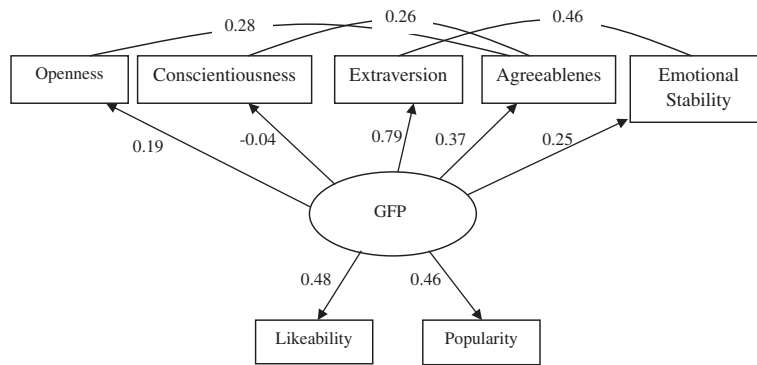 0.28
0.26
0.46
Openness
Conscientiousness
Extraversion
Agreeablenes
Emotional
Stability
0.19
-0.04
0.79
0.37
0.25
GFP
0.48
0.46
Likeability
Popularity